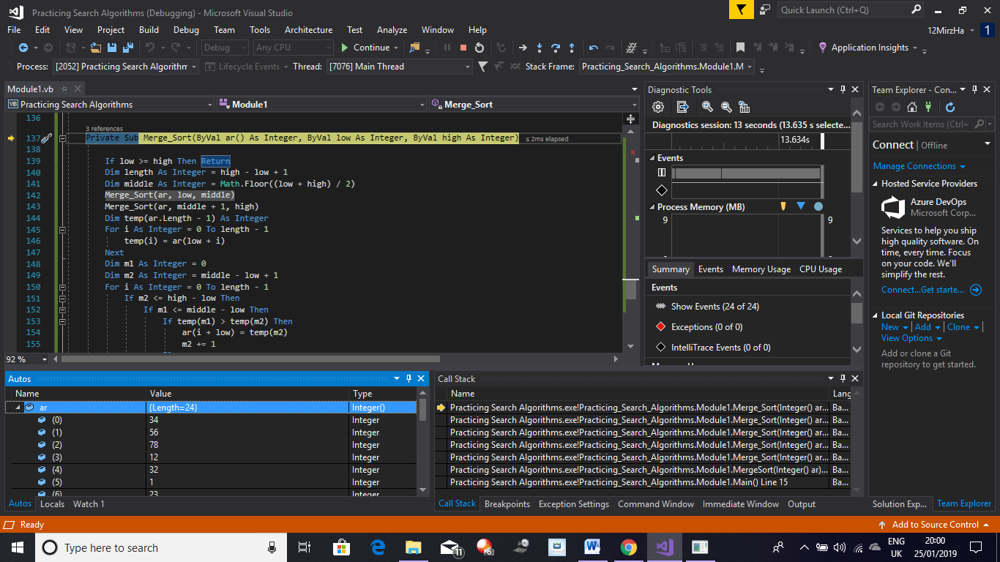 Practicing Search Algorithms (Debugging) - Microsoft Visual Studio
Quick Launch (Ctrl+Q)
File Edit View Project Build Debug Team Tools Architecture Test Analyze Window Help
12MirzHa
1
Debug Any CPU Continue Application Insights
Process: [2052] Practicing Search Algorithm Lifecycle Events Thread: [7076] Main Thread Stack Frame: Practicing_Search_Algorithms.Module1.M
Module1.vb
VB Practicing Search Algorithms Module1 Merge_Sort
136
3 references
137 Private Sub Merge_Sort(ByVal ar() As Integer, ByVal low As Integer, ByVal high As Integer) ≤ 2ms elapsed
138
139 If low >= high Then Return
140 Dim length As Integer = high - low + 1
141 Dim middle As Integer = Math.Floor((low + high) / 2)
142 Merge_Sort(ar, low, middle)
143 Merge_Sort(ar, middle + 1, high)
144 Dim temp(ar.Length - 1) As Integer
145 For i As Integer = 0 To length - 1
146 temp(i) = ar(low + i)
147 Next
148 Dim m1 As Integer = 0
149 Dim m2 As Integer = middle - low + 1
150 For i As Integer = 0 To length - 1
151 If m2 <= high - low Then
152 If m1 <= middle - low Then
153 If temp(m1) > temp(m2) Then
154 ar(i + low) = temp(m2)
155 m2 += 1
92 %
Diagnostic Tools
Diagnostics session: 13 seconds (13.635 s selecte...
13.634s
Events
Process Memory (MB)
9 9
Summary Events Memory Usage CPU Usage
Events
Show Events (24 of 24)
Exceptions (0 of 0)
IntelliTrace Events (0 of 0)
Team Explorer - Con...
Search Work Items (Ctrl+
Connect | Offline
Manage Connections
Hosted Service Providers
Azure DevOps
Microsoft Corp...
Services to help you ship
high quality software. On
time, every time. Focus
on your code. We'll
simplify the rest.
Connect...Get starte...
Local Git Repositories
New | Add | Clone |
View Options
Add or clone a Git
repository to get started.
Solution Exp... Team Explorer
Autos
Name Value Type
ar {Length=24} Integer()
(0) 34 Integer
(1) 56 Integer
(2) 78 Integer
(3) 12 Integer
(4) 32 Integer
(5) 1 Integer
(6) 23 Integer
Autos Locals Watch 1
Call Stack
Name Lang
Practicing Search Algorithms.exe!Practicing_Search_Algorithms.Module1.Merge_Sort(Integer() ar... Ba...
Practicing Search Algorithms.exe!Practicing_Search_Algorithms.Module1.Merge_Sort(Integer() ar... Ba...
Practicing Search Algorithms.exe!Practicing_Search_Algorithms.Module1.Merge_Sort(Integer() ar... Ba...
Practicing Search Algorithms.exe!Practicing_Search_Algorithms.Module1.Merge_Sort(Integer() ar... Ba...
Practicing Search Algorithms.exe!Practicing_Search_Algorithms.Module1.Merge_Sort(Integer() ar... Ba...
Practicing Search Algorithms.exe!Practicing_Search_Algorithms.Module1.MergeSort(Integer() ar)... Ba...
Practicing Search Algorithms.exe!Practicing_Search_Algorithms.Module1.Main() Line 15 Ba...
Call Stack Breakpoints Exception Settings Command Window Immediate Window Output
Ready
Add to Source Control
Type here to search
11
ENG
UK
20:00
25/01/2019